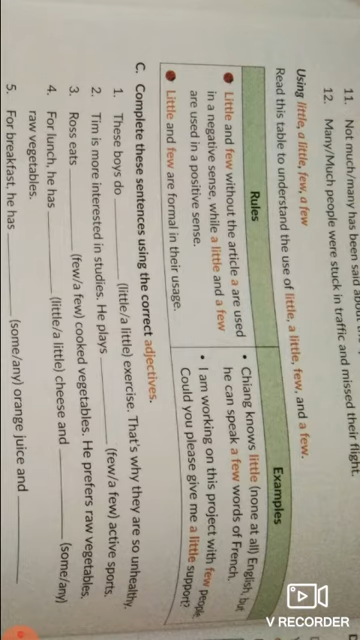 11. Not much/many has been said about
12. Many/Much people were stuck in traffic and missed their flight.
Using little, a little, few, a few
Read this table to understand the use of little, a little, few, and a few.
Rules
Little and few without the article a are used
in a negative sense, while a little and a few
are used in a positive sense.
Little and few are formal in their usage.
Examples
• Chiang knows little (none at all) English, but
he can speak a few words of French.
• I am working on this project with few people.
Could you please give me a little support?
C. Complete these sentences using the correct adjectives.
1. These boys do ________ (little/a little) exercise. That's why they are so unhealthy.
2. Tim is more interested in studies. He plays ________ (few/a few) active sports.
3. Ross eats ________ (few/a few) cooked vegetables. He prefers raw vegetables.
4. For lunch, he has ________ (little/a little) cheese and ________ (some/any)
raw vegetables.
5. For breakfast, he has ________ (some/any) orange juice and ________
V RECORDER